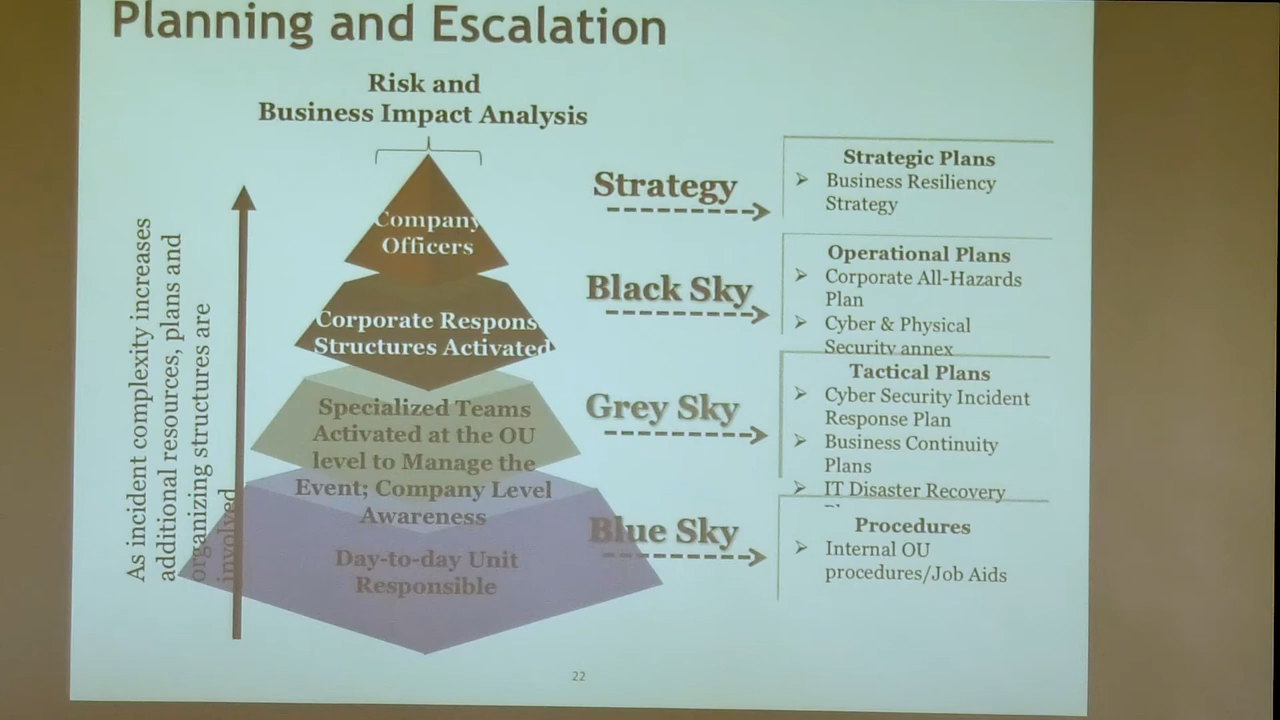 Planning and Escalation
Risk and
Business Impact Analysis
As incident complexity increases
additional resources, plans and
organizing structures are
involved
Company
Officers
Corporate Respons
Structures Activated
Specialized Teams
Activated at the OU
level to Manage the
Event; Company Level
Awareness
Day-to-day Unit
Responsible
Strategy
Black Sky
Grey Sky
Blue Sky
Strategic Plans
➢ Business Resiliency
Strategy
Operational Plans
➢ Corporate All-Hazards
Plan
➢ Cyber & Physical
Security annex
Tactical Plans
➢ Cyber Security Incident
Response Plan
➢ Business Continuity
Plans
➢ IT Disaster Recovery
Procedures
➢ Internal OU
procedures/Job Aids
22